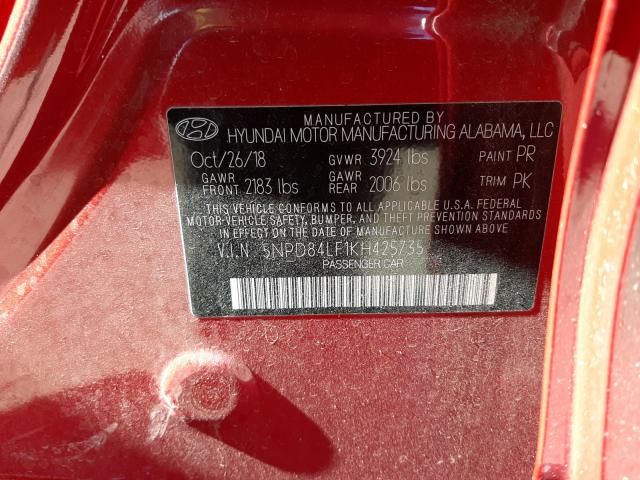 MANUFACTURED BY
HYUNDAI MOTOR MANUFACTURING ALABAMA, LLC
Oct/26/18 GVWR 3924 lbs PAINT PR
GAWR FRONT 2183 lbs GAWR REAR 2006 lbs TRIM PK
THIS VEHICLE CONFORMS TO ALL APPLICABLE U.S.A. FEDERAL
MOTOR VEHICLE SAFETY, BUMPER, AND THEFT PREVENTION STANDARDS
IN EFFECT ON THE DATE OF MANUFACTURE SHOWN ABOVE
V.I.N 5NPD84LF1KH425735
PASSENGER CAR